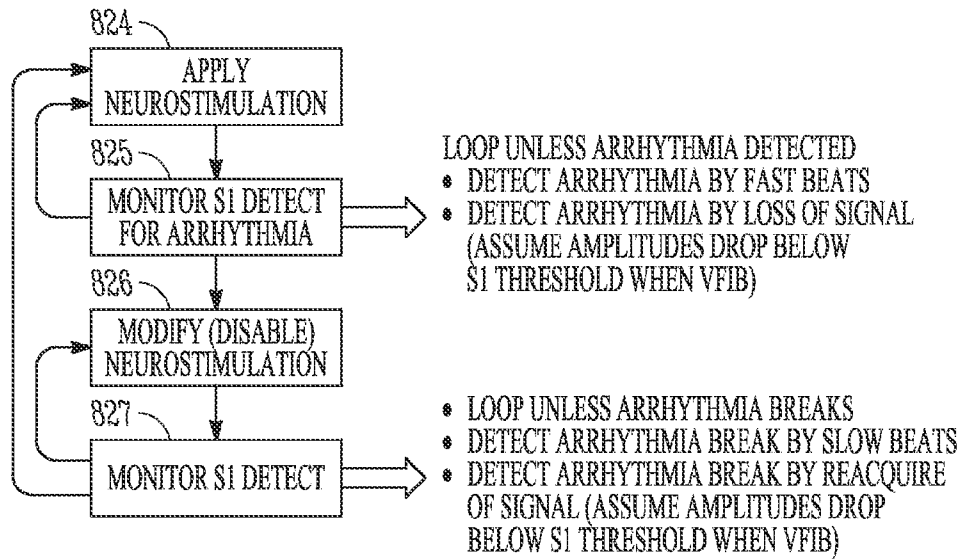 824
APPLY
NEUROSTIMULATION
825
MONITOR S1 DETECT
FOR ARRHYTHMIA
LOOP UNLESS ARRHYTHMIA DETECTED
• DETECT ARRHYTHMIA BY FAST BEATS
• DETECT ARRHYTHMIA BY LOSS OF SIGNAL
(ASSUME AMPLITUDES DROP BELOW
S1 THRESHOLD WHEN VFIB)
826
MODIFY (DISABLE)
NEUROSTIMULATION
827
MONITOR S1 DETECT
• LOOP UNLESS ARRHYTHMIA BREAKS
• DETECT ARRHYTHMIA BREAK BY SLOW BEATS
• DETECT ARRHYTHMIA BREAK BY REACQUIRE
OF SIGNAL (ASSUME AMPLITUDES DROP
BELOW S1 THRESHOLD WHEN VFIB)